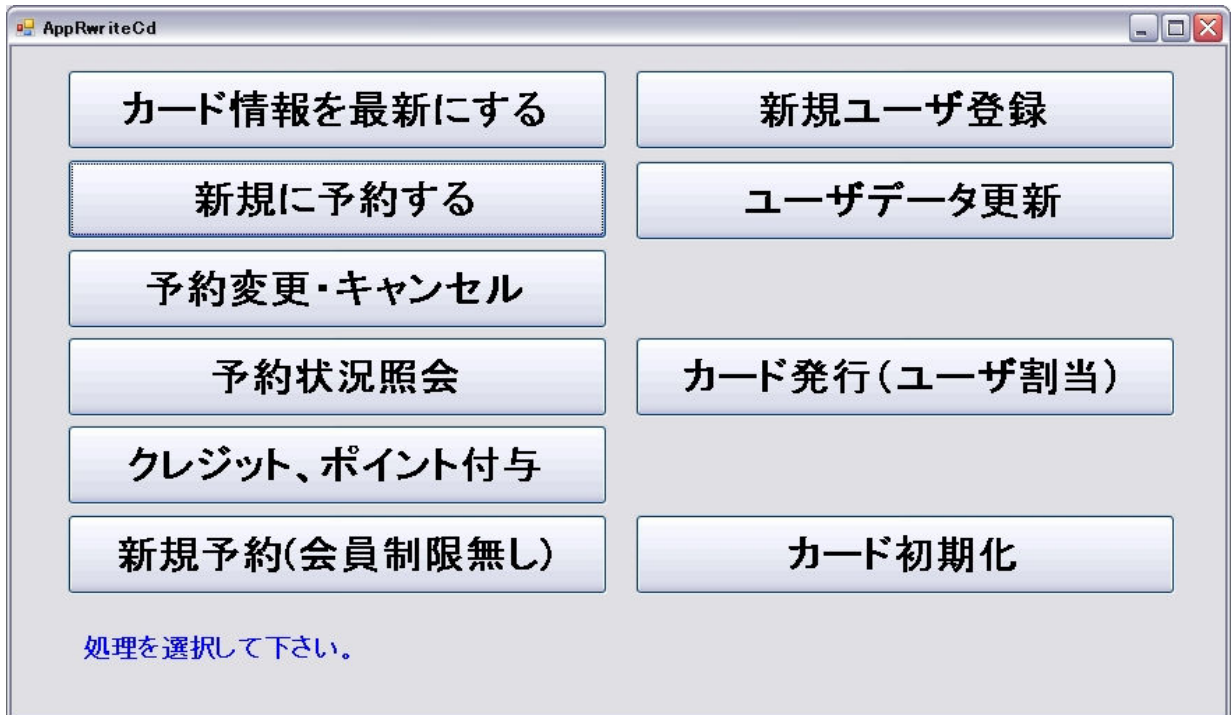 AppRwriteCd
カード情報を最新にする
新規ユーザ登録
新規に予約する
ユーザデータ更新
予約変更・キャンセル
予約状況照会
カード発行(ユーザ割当)
クレジット、ポイント付与
新規予約(会員制限無し)
カード初期化
処理を選択して下さい。